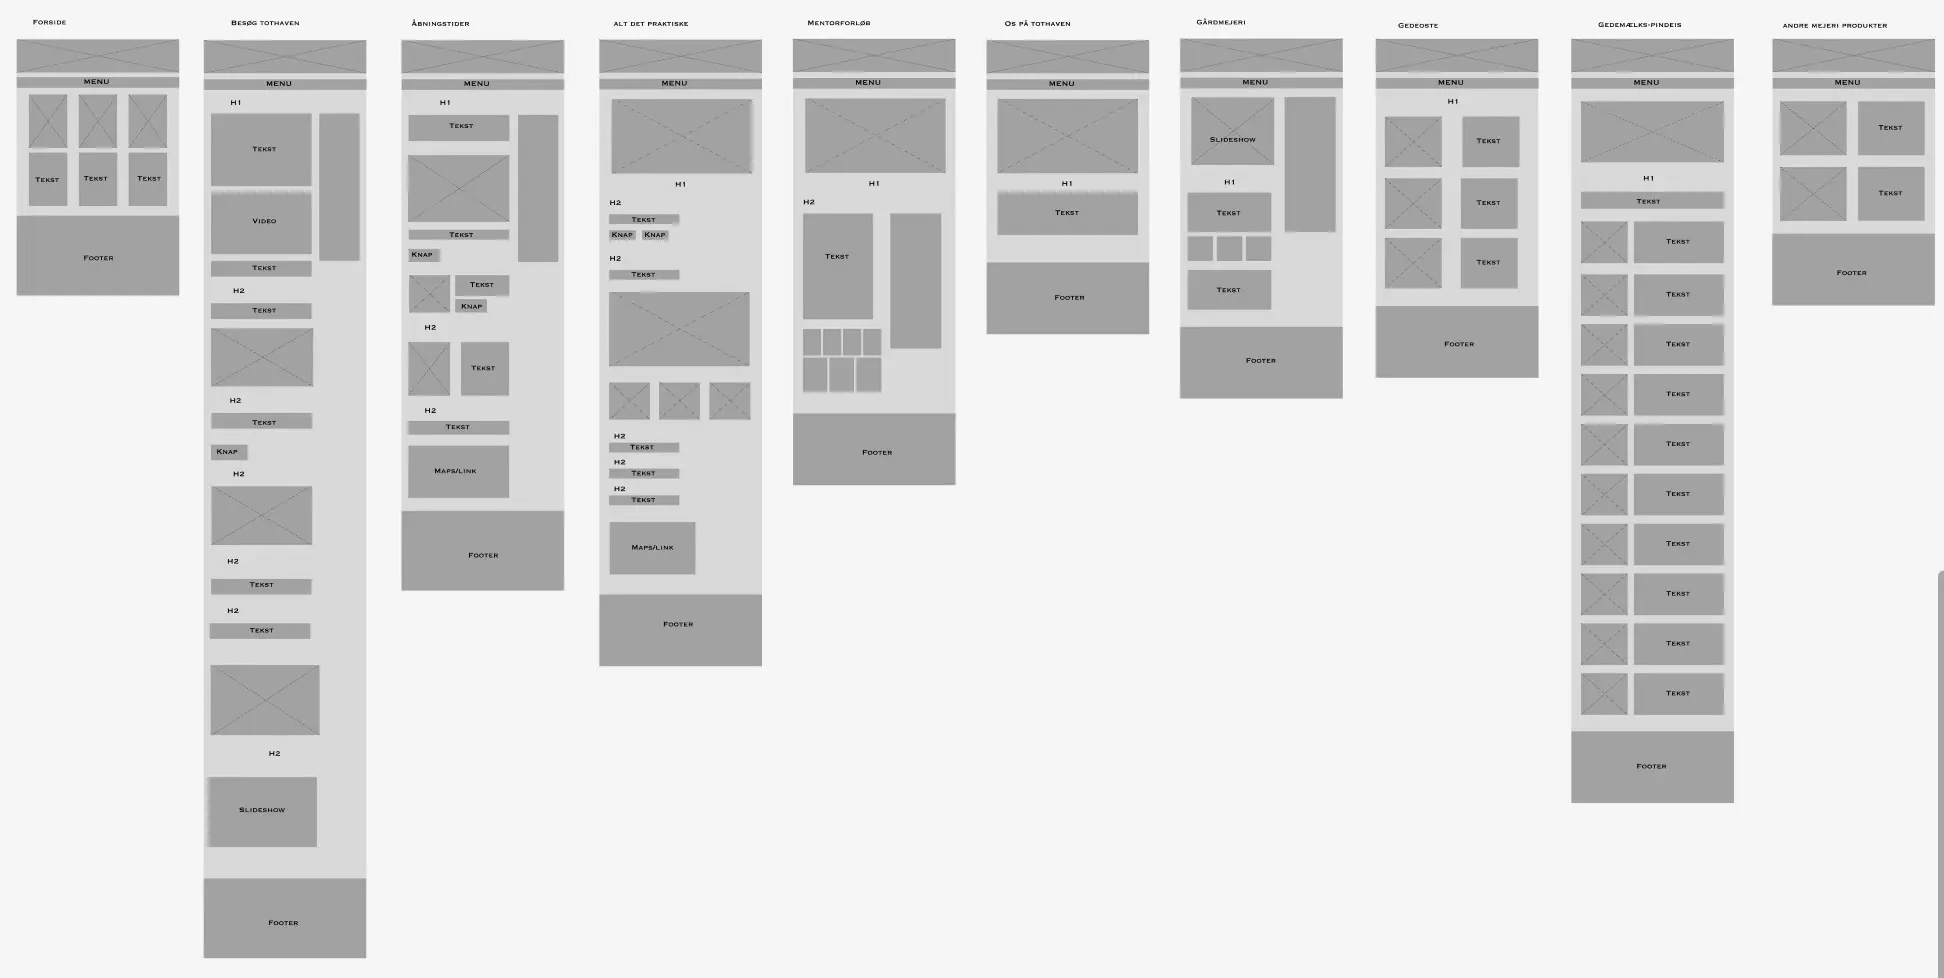 Forside
MENU
Tekst
Tekst
Tekst
Footer
Besøg tothaven
MENU
H1
Tekst
Video
Tekst
H2
Tekst
H2
Tekst
Knap
H2
H2
Tekst
H2
Tekst
H2
Slideshow
Footer
Åbningstider
MENU
H1
Tekst
Tekst
Knap
Tekst
Knap
H2
Tekst
H2
Tekst
Maps/link
Footer
alt det praktiske
MENU
H1
H2
Tekst
Knap Knap
H2
Tekst
H2
Tekst
H2
Tekst
H2
Tekst
Maps/link
Footer
Mentorforløb
MENU
H1
H2
Tekst
Footer
Os på tothaven
MENU
H1
Tekst
Footer
Gårdmejeri
MENU
Slideshow
H1
Tekst
Tekst
Footer
Gedeoste
MENU
H1
Tekst
Tekst
Tekst
Footer
Gedemælks-pindeis
MENU
H1
Tekst
Tekst
Tekst
Tekst
Tekst
Tekst
Tekst
Tekst
Tekst
Tekst
Tekst
Footer
andre mejeri produkter
MENU
Tekst
Tekst
Footer